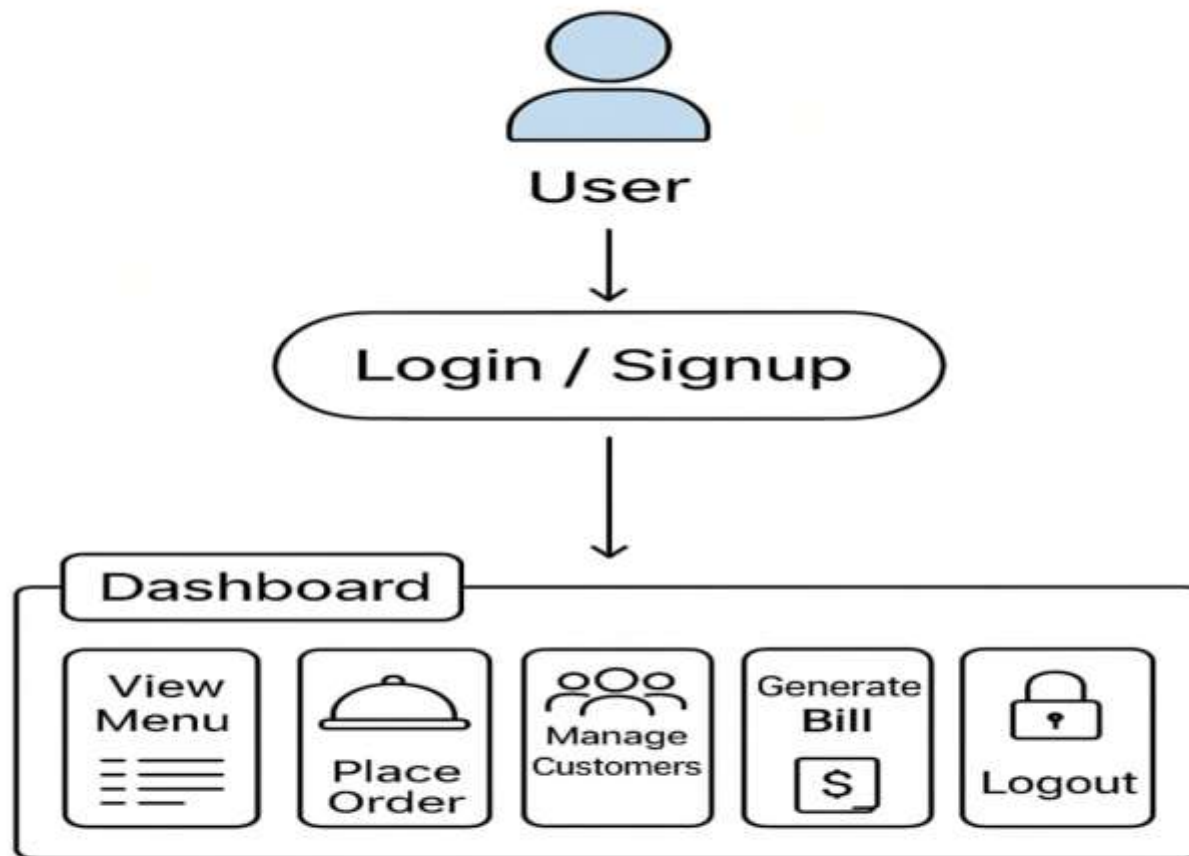 User
Login / Signup
Dashboard
View
Menu
Place
Order
Manage
Customers
Generate
Bill
$
Logout